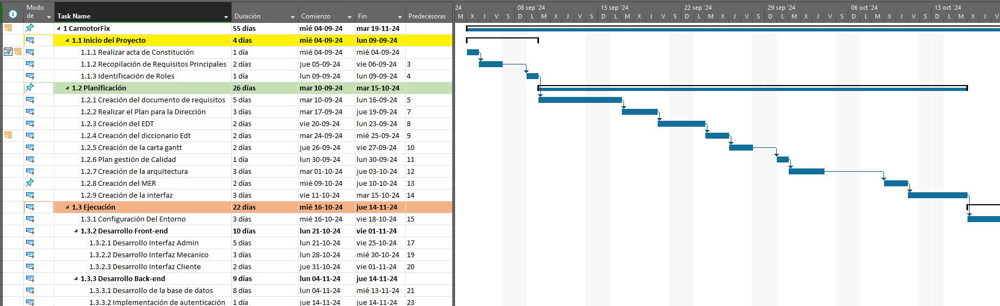 Modo de
Task Name Duración Comienzo Fin Predecesoras
24 08 sep '24 15 sep '24 22 sep '24 29 sep '24 06 oct '24 13 oct '24
M X J V S D L M X J V S D L M X J V S D L M X J V S D L M X J V S D L M X J V S D L M X J V
1 CarmotorFix 55 días mié 04-09-24 mar 19-11-24
1.1 Inicio del Proyecto 4 días mié 04-09-24 lun 09-09-24
1.1.1 Realizar acta de Constitución 1 día mié 04-09-24 mié 04-09-24
1.1.2 Recopilación de Requisitos Principales 2 días jue 05-09-24 vie 06-09-24 3
1.1.3 Identificación de Roles 1 día lun 09-09-24 lun 09-09-24 4
1.2 Planificación 26 días mar 10-09-24 mar 15-10-24
1.2.1 Creación del documento de requisitos 5 días mar 10-09-24 lun 16-09-24 5
1.2.2 Realizar el Plan para la Dirección 3 días mar 17-09-24 jue 19-09-24 7
1.2.3 Creación del EDT 2 días vie 20-09-24 lun 23-09-24 8
1.2.4 Creación del diccionario Edt 2 días mar 24-09-24 mié 25-09-24 9
1.2.5 Creación de la carta gantt 2 días jue 26-09-24 vie 27-09-24 10
1.2.6 Plan gestión de Calidad 1 día lun 30-09-24 lun 30-09-24 11
1.2.7 Creación de la arquitectura 3 días mar 01-10-24 jue 03-10-24 12
1.2.8 Creación del MER 2 días mié 09-10-24 jue 10-10-24 13
1.2.9 Creación de la interfaz 3 días vie 11-10-24 mar 15-10-24 14
1.3 Ejecución 22 días mié 16-10-24 jue 14-11-24
1.3.1 Configuración Del Entorno 3 días mié 16-10-24 vie 18-10-24 15
1.3.2 Desarrollo Front-end 10 días lun 21-10-24 vie 01-11-24
1.3.2.1 Desarrollo Interfaz Admin 5 días lun 21-10-24 vie 25-10-24 17
1.3.2.2 Desarrollo Interfaz Mecanico 3 días lun 28-10-24 mié 30-10-24 19
1.3.2.3 Desarrollo Interfaz Cliente 2 días jue 31-10-24 vie 01-11-24 20
1.3.3 Desarrollo Back-end 9 días lun 04-11-24 jue 14-11-24
1.3.3.1 Desarrollo de la base de datos 8 días lun 04-11-24 mié 13-11-24 21
1.3.3.2 Implementación de autenticación 1 día jue 14-11-24 jue 14-11-24 23